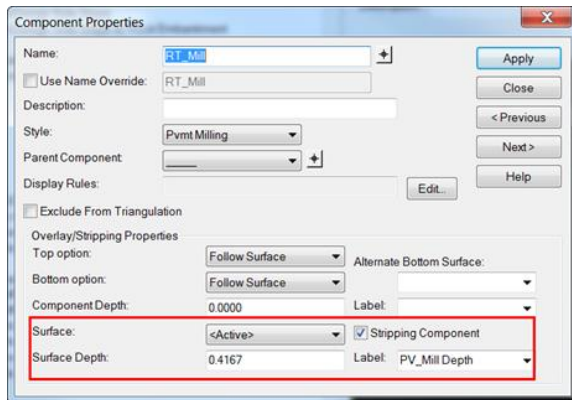 Component Properties
Name: RT_Mill
Apply
Use Name Override: RT_Mill
Close
Description:
< Previous
Style: Pvmt Milling
Next >
Parent Component:
Help
Display Rules:
Edit...
Exclude From Triangulation
Overlay/Stripping Properties
Top option: Follow Surface
Alternate Bottom Surface:
Bottom option: Follow Surface
Component Depth: 0.0000 Label:
Surface: <Active> Stripping Component
Surface Depth: 0.4167 Label: PV_Mill Depth